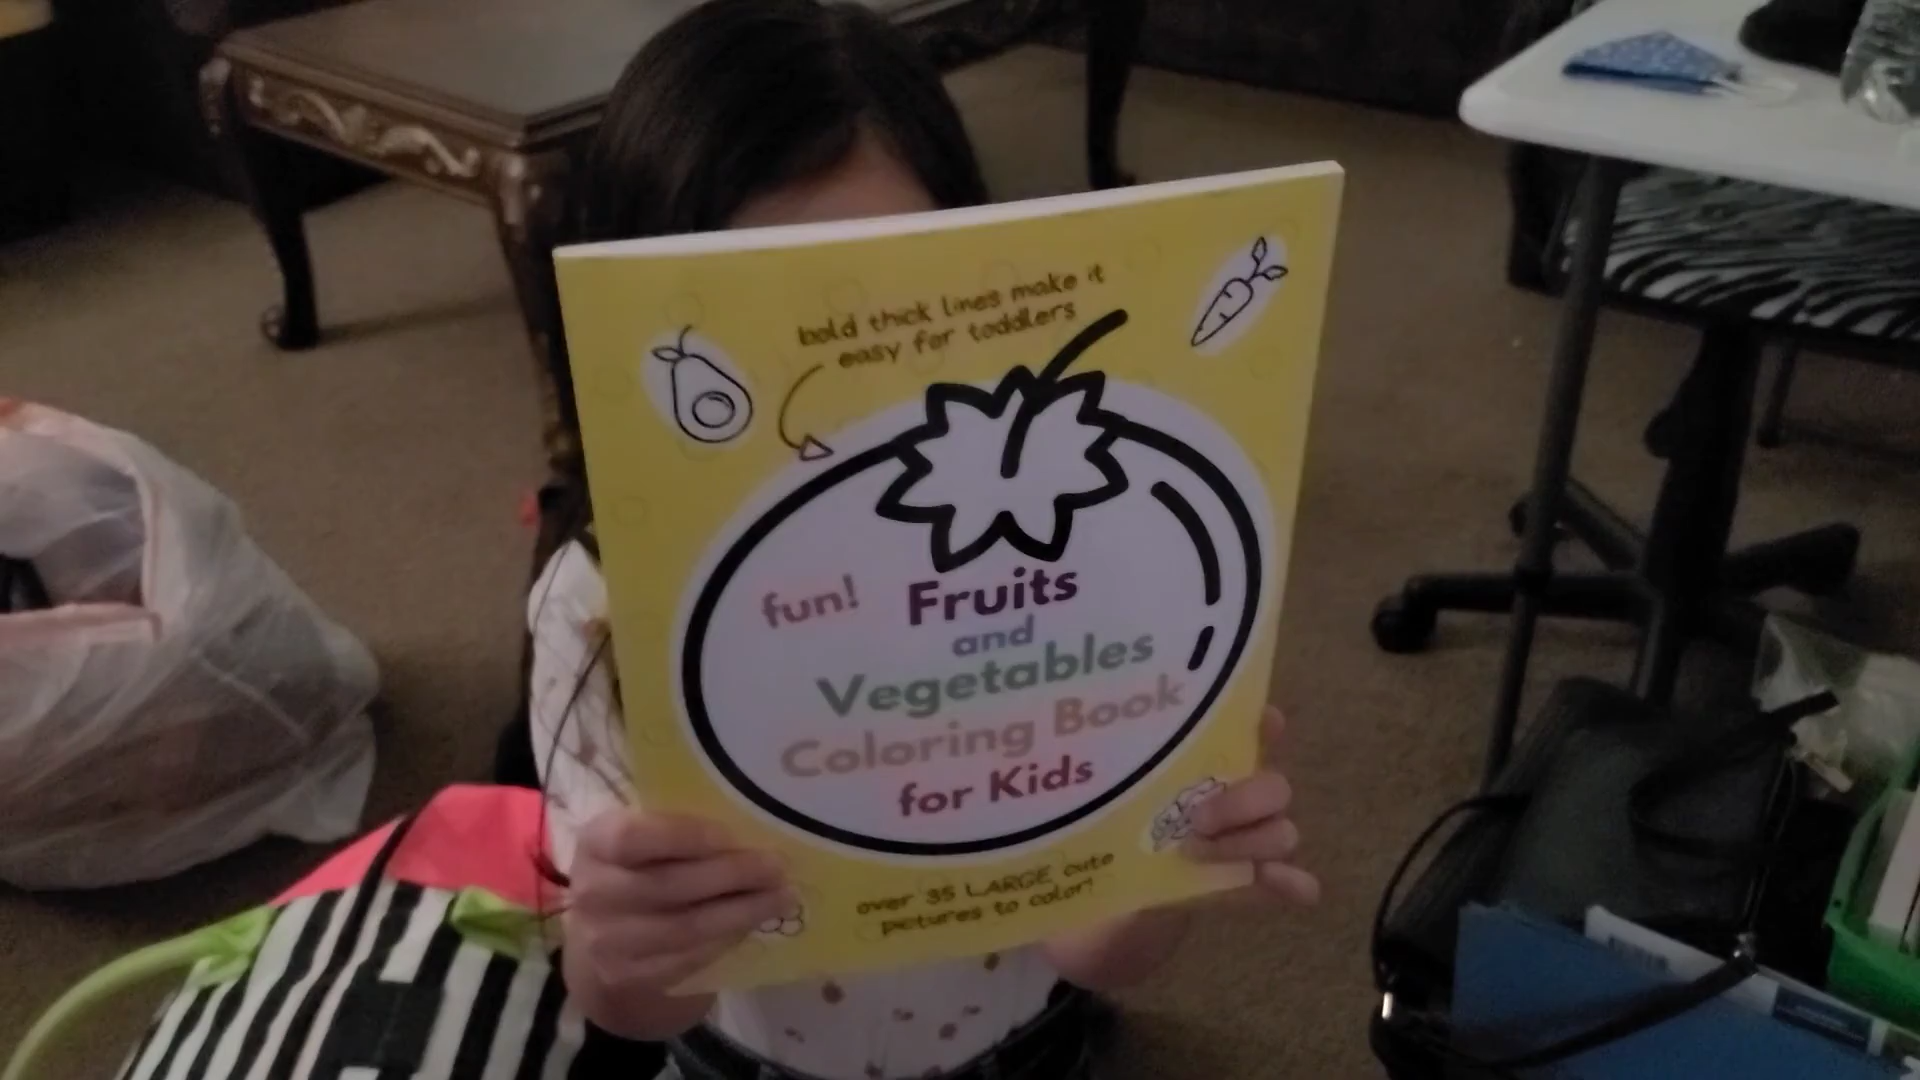 bold thick lines make it
easy for toddlers
fun! Fruits
and
Vegetables
Coloring Book
for Kids
over 35 LARGE cute
pictures to color!